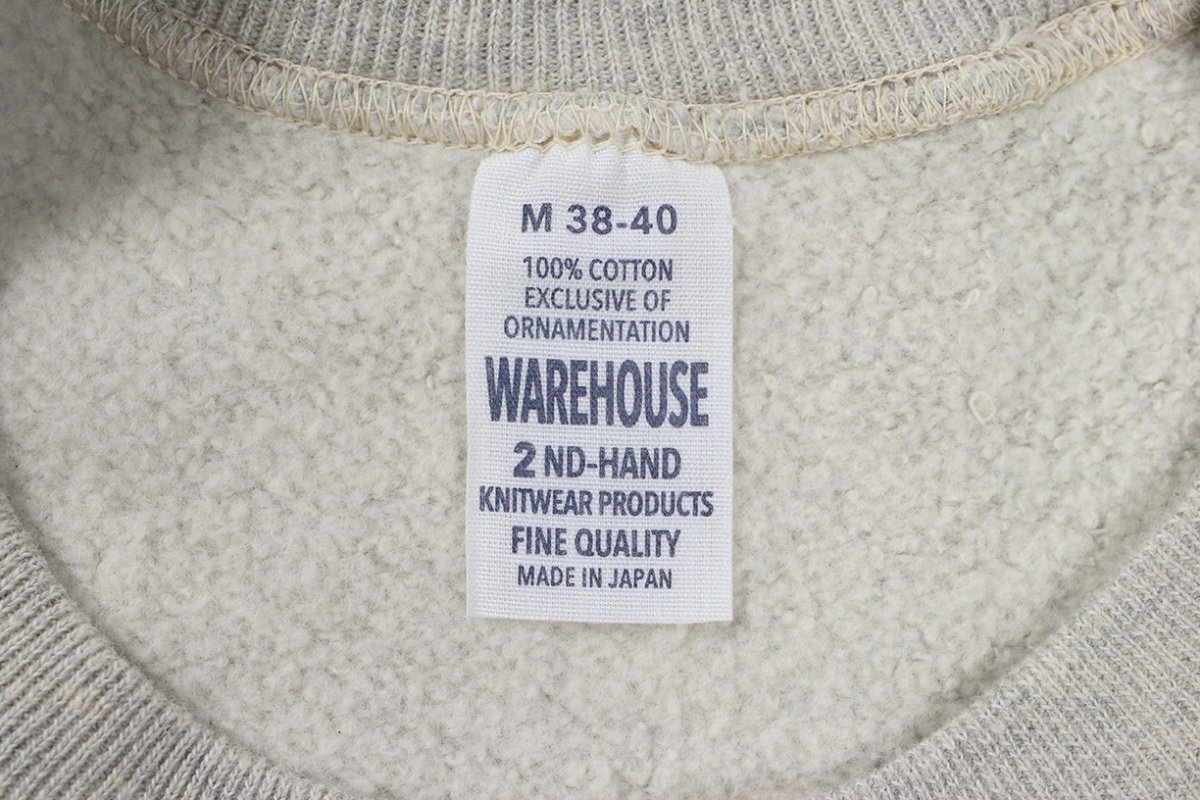 M 38-40
100% COTTON
EXCLUSIVE OF
ORNAMENTATION
WAREHOUSE
2 ND-HAND
KNITWEAR PRODUCTS
FINE QUALITY
MADE IN JAPAN